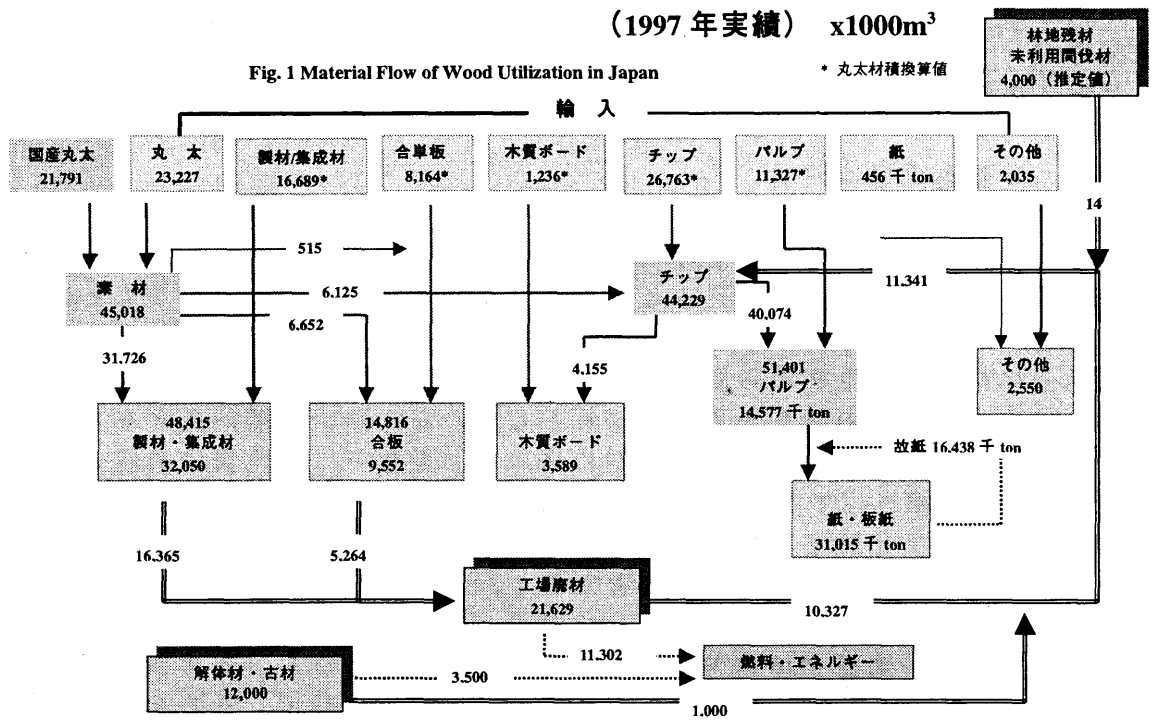 （1997 年実績） x1000m³
Fig. 1 Material Flow of Wood Utilization in Japan
* 丸太材積換算値
林地残材
未利用間伐材
4,000（推定値）
輸 入
国産丸太
21,791
丸 太
23,227
製材/集成材
16,689*
合単板
8,164*
木質ボード
1,236*
チップ
26,763*
パルプ
11,327*
紙
456 千 ton
その他
2,035
14
515
素 材
45,018
6.125
6.652
チップ
44,229
11.341
40,074
31.726
4.155
48,415
製材・集成材
32,050
14,816
合板
9,552
木質ボード
3,589
51,401
パルプ
14,577 千 ton
その他
2,550
故紙 16.438 千 ton
紙・板紙
31,015 千 ton
16.365
5.264
工場廃材
21,629
10.327
11.302
燃料・エネルギー
解体材・古材
12,000
3.500
1.000